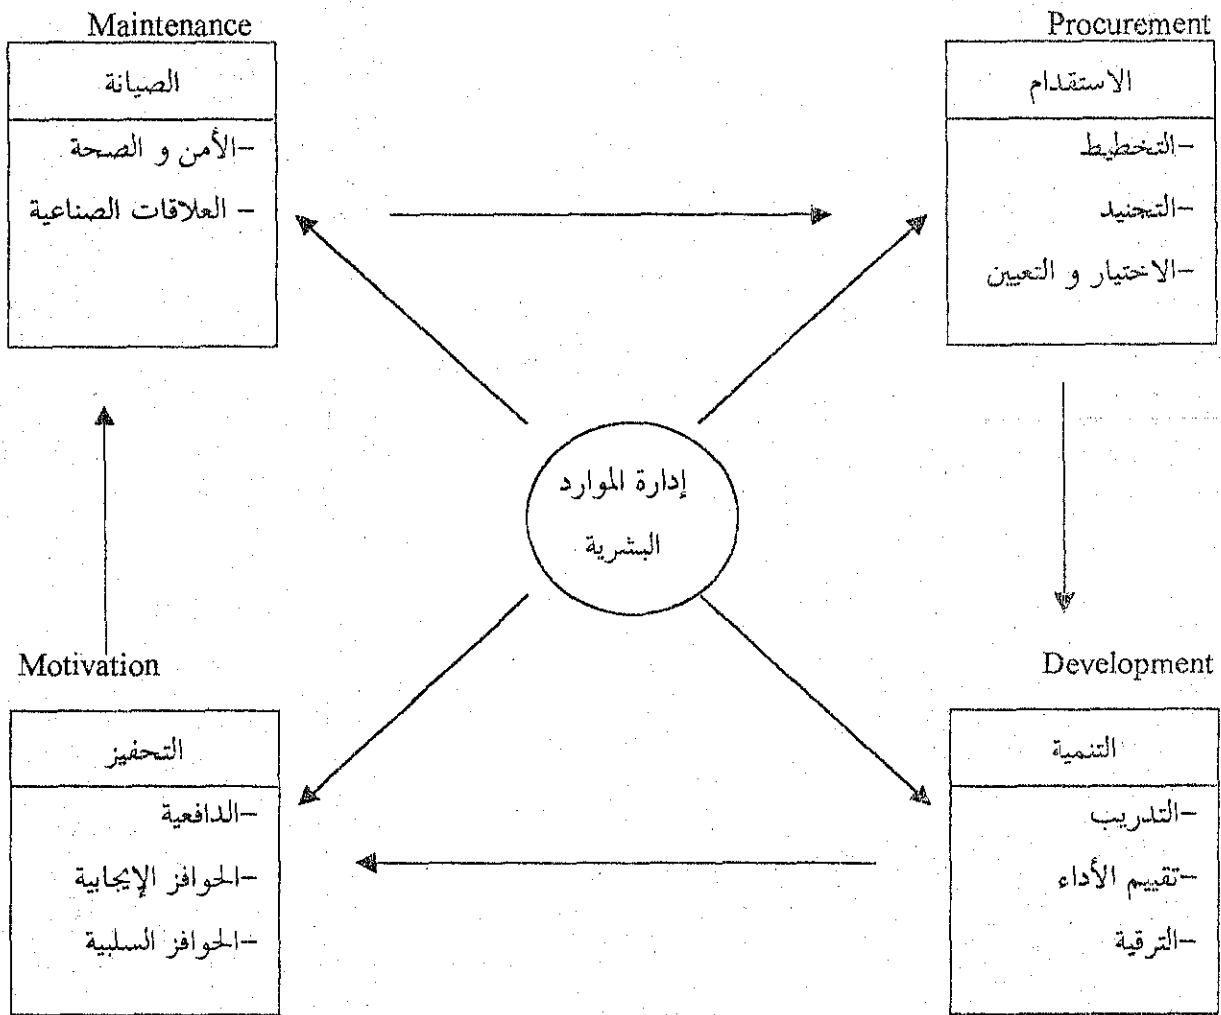 Procurement
الاستقدام
-التخطيط
-التجنيد
-الاختيار و التعيين
Maintenance
الصيانة
-الأمن و الصحة
- العلاقات الصناعية
إدارة الموارد
البشرية
Development
التنمية
-التدريب
-تقييم الأداء
-الترقية
Motivation
التحفيز
-الدافعية
-الحوافز الإيجابية
-الحوافز السلبية